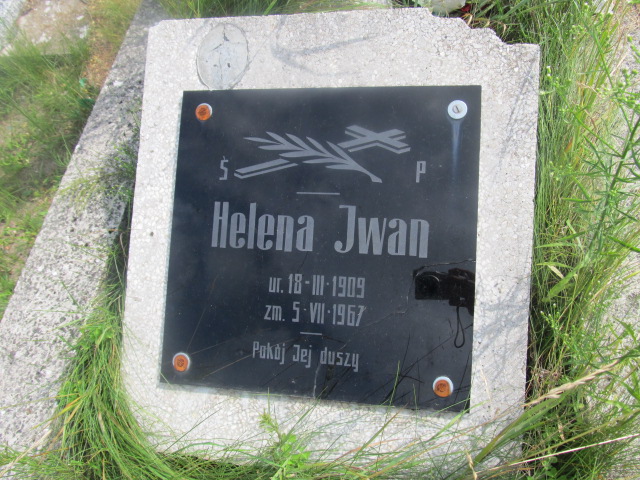 Ś P
Helena Jwan
ur. 18-III-1909
zm. 5-VII-1967
Pokój Jej duszy